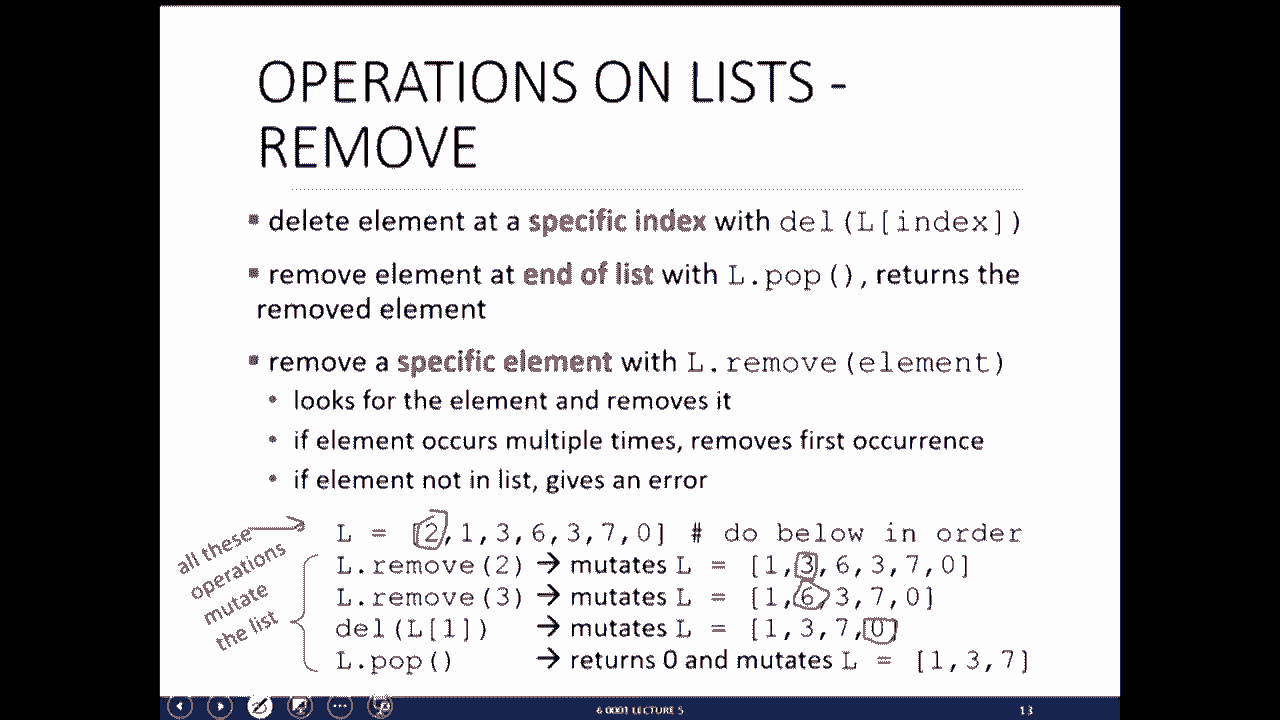 OPERATIONS ON LISTS -
REMOVE
▪ delete element at a specific index with del(L[index])
▪ remove element at end of list with L.pop(), returns the
removed element
▪ remove a specific element with L.remove(element)
• looks for the element and removes it
• if element occurs multiple times, removes first occurrence
• if element not in list, gives an error
all these
operations
mutate
the list
L = [2,1,3,6,3,7,0] # do below in order
L.remove(2) → mutates L = [1,3,6,3,7,0]
L.remove(3) → mutates L = [1,6,3,7,0]
del(L[1]) → mutates L = [1,3,7,0]
L.pop() → returns 0 and mutates L = [1,3,7]
6.0001 LECTURE 5
13